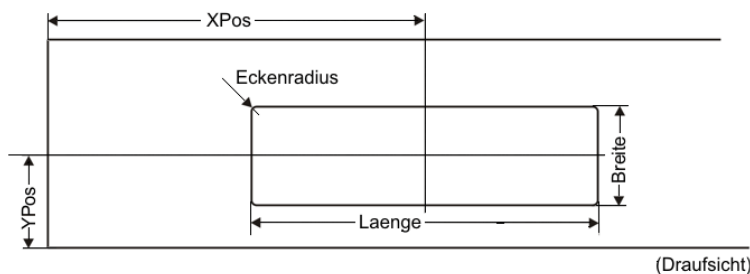 XPos
Eckenradius
Breite
YPos
Laenge
(Draufsicht)